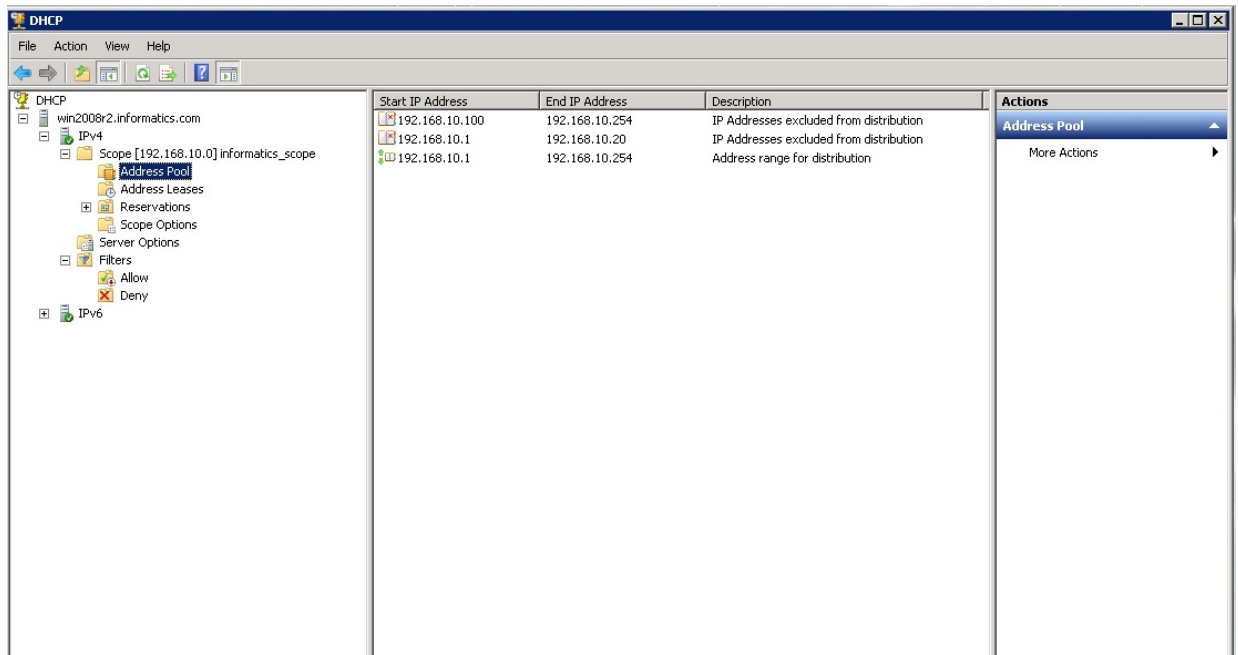 DHCP
File Action View Help
DHCP
win2008r2.informatics.com
IPv4
Scope [192.168.10.0] informatics_scope
Address Pool
Address Leases
Reservations
Scope Options
Server Options
Filters
Allow
Deny
IPv6
Start IP Address End IP Address Description
192.168.10.100 192.168.10.254 IP Addresses excluded from distribution
192.168.10.1 192.168.10.20 IP Addresses excluded from distribution
192.168.10.1 192.168.10.254 Address range for distribution
Actions
Address Pool
More Actions